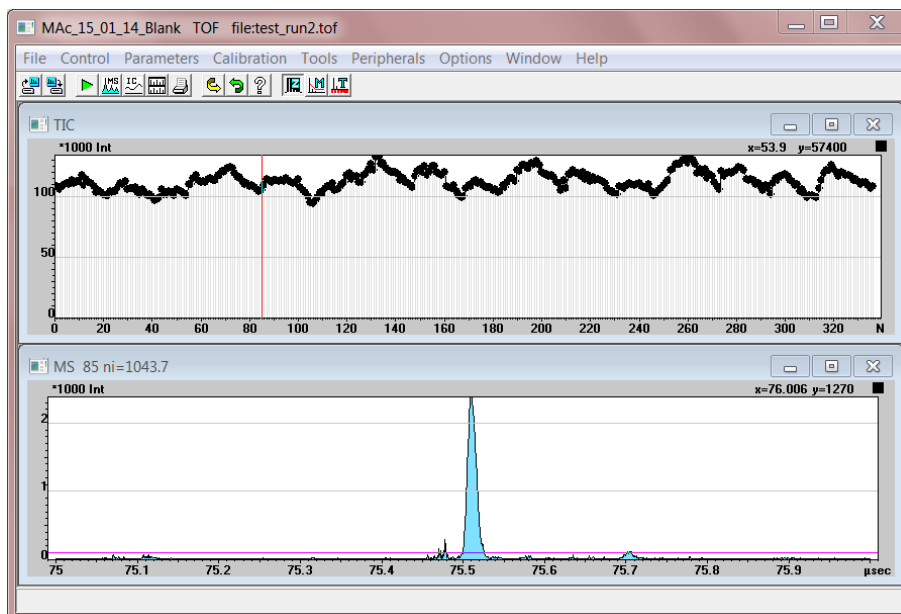 MAc_15_01_14_Blank TOF file:test_run2.tof
File Control Parameters Calibration Tools Peripherals Options Window Help
MS IC M T
TIC
*1000 Int x=53.9 y=57400
100
50
0
0 20 40 60 80 100 120 140 160 180 200 220 240 260 280 300 320 N
MS 85 ni=1043.7
*1000 Int x=76.006 y=1270
2
1
0
75 75.1 75.2 75.3 75.4 75.5 75.6 75.7 75.8 75.9 µsec